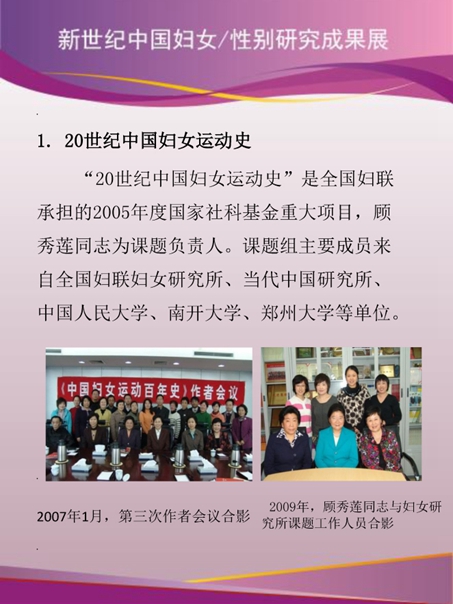 新世纪中国妇女/性别研究成果展
1. 20世纪中国妇女运动史
“20世纪中国妇女运动史”是全国妇联
承担的2005年度国家社科基金重大项目，顾
秀莲同志为课题负责人。课题组主要成员来
自全国妇联妇女研究所、当代中国研究所、
中国人民大学、南开大学、郑州大学等单位。
《中国妇女运动百年史》作者会议
2007年1月，第三次作者会议合影
2009年，顾秀莲同志与妇女研
究所课题工作人员合影